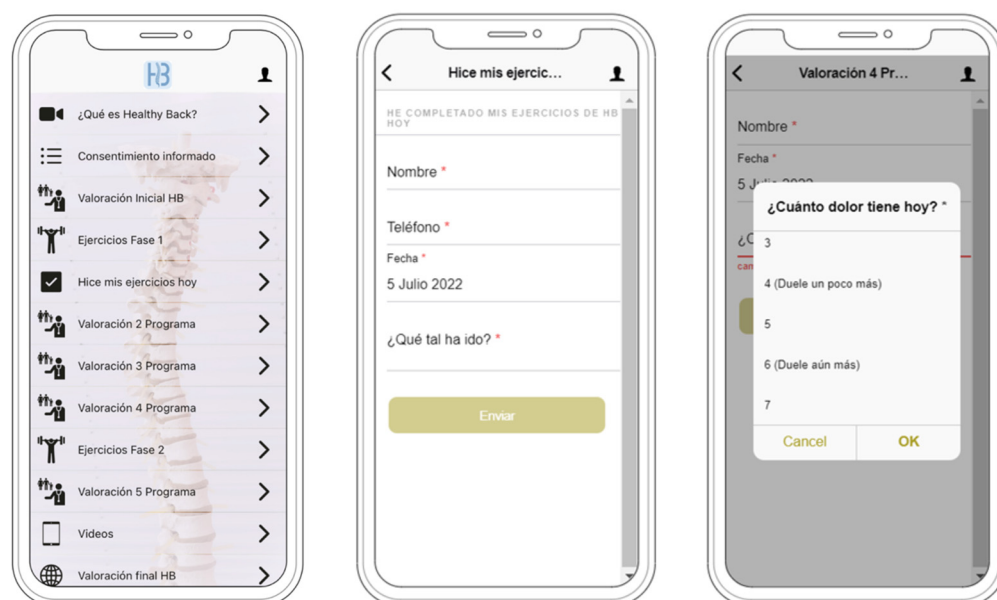 HB
¿Qué es Healthy Back?
Consentimiento informado
Valoración Inicial HB
Ejercicios Fase 1
Hice mis ejercicios hoy
Valoración 2 Programa
Valoración 3 Programa
Valoración 4 Programa
Ejercicios Fase 2
Valoración 5 Programa
Videos
Valoración final HB
Hice mis ejercic...
HE COMPLETADO MIS EJERCICIOS DE HB
HOY
Nombre *
Teléfono *
Fecha *
5 Julio 2022
¿Qué tal ha ido? *
Enviar
Valoración 4 Pr...
Nombre *
Fecha *
5 Julio 2022
¿Cuánto dolor tiene hoy? *
3
4 (Duele un poco más)
5
6 (Duele aún más)
7
Cancel
OK